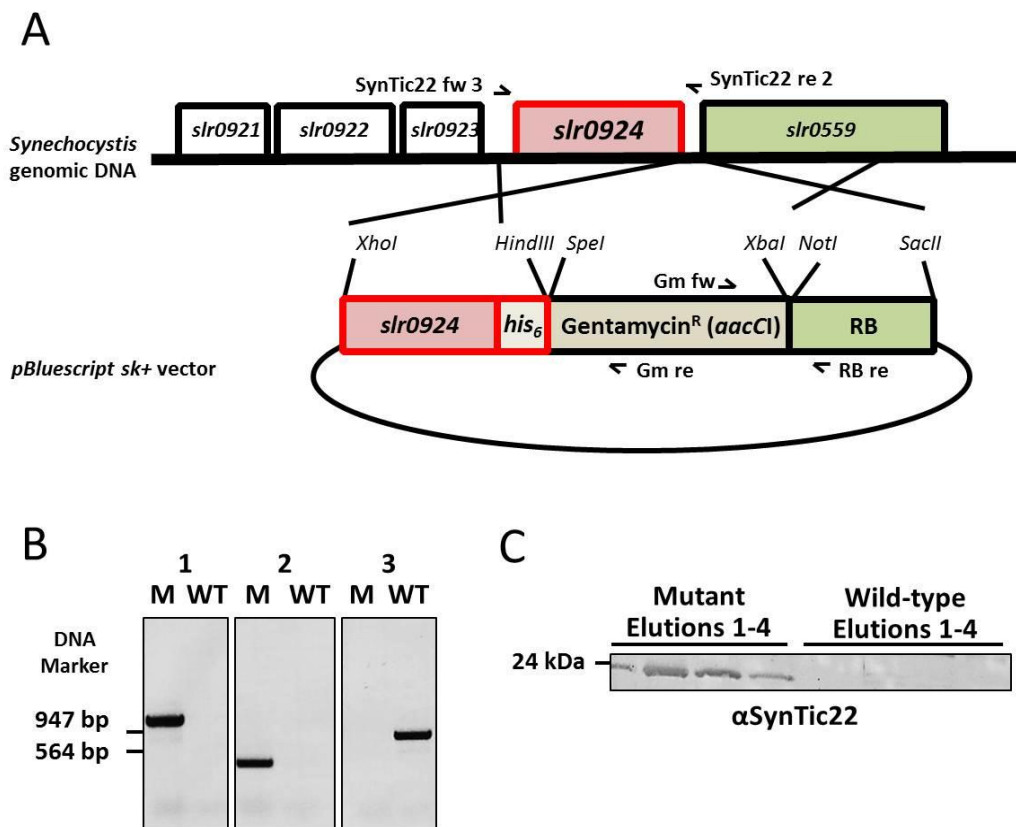 A
SynTic22 fw 3
SynTic22 re 2
slr0921
slr0922
slr0923
slr0924
slr0559
Synechocystis
genomic DNA
XhoI
HindIII
SpeI
XbaI
NotI
SacII
Gm fw
slr0924
his6
Gentamycin^R (aacCI)
RB
pBluescript sk+ vector
Gm re
RB re
B
1
2
3
M WT
M WT
M WT
DNA
Marker
947 bp
564 bp
C
Mutant
Elutions 1-4
Wild-type
Elutions 1-4
24 kDa
αSynTic22